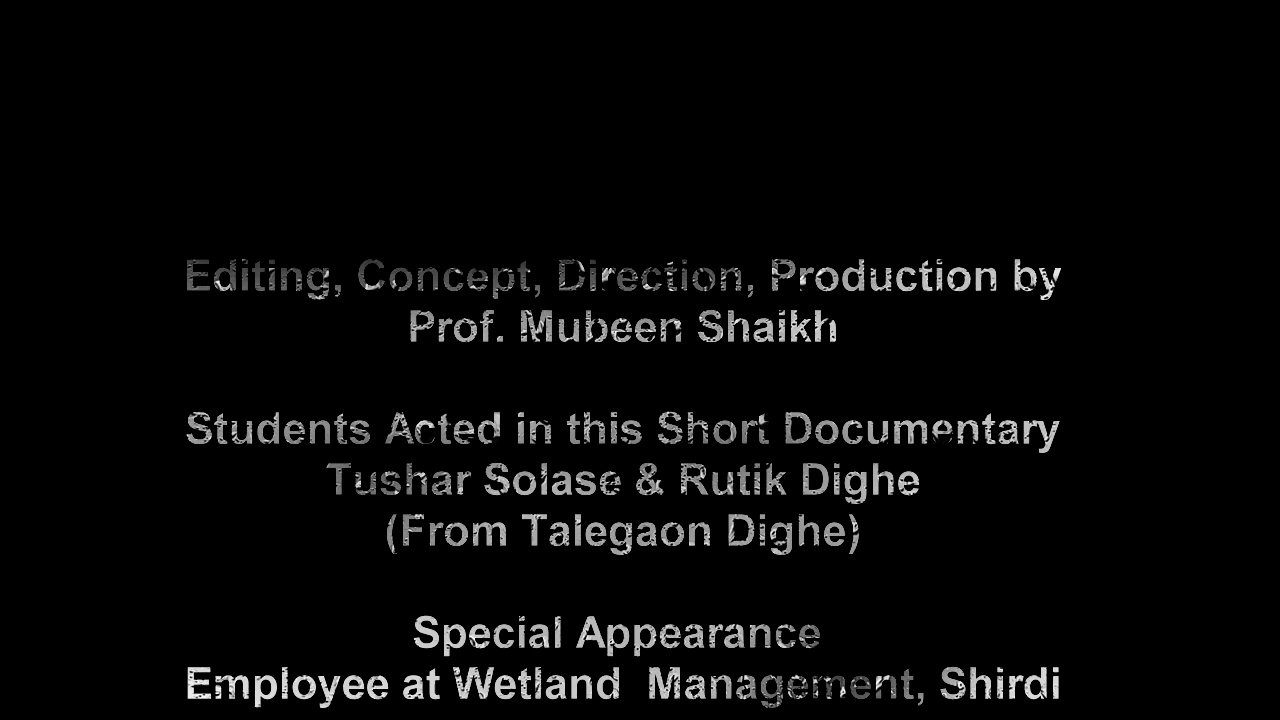 Editing, Concept, Direction, Production by
Prof. Mubeen Shaikh
Students Acted in this Short Documentary
Tushar Solase & Rutik Dighe
(From Talegaon Dighe)
Special Appearance
Employee at Wetland  Management, Shirdi